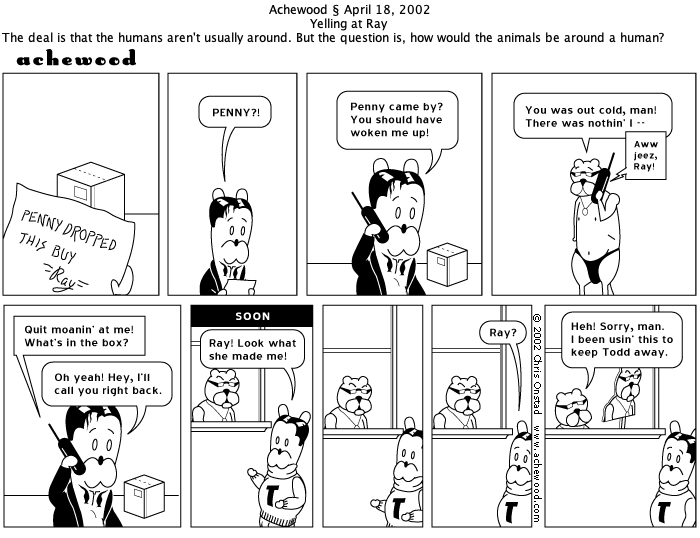 Achewood § April 18, 2002
Yelling at Ray
The deal is that the humans aren't usually around. But the question is, how would the animals be around a human?
achewood
PENNY DROPPED
THIS BUY
=Ray=
PENNY?!
Penny came by?
You should have
woken me up!
You was out cold, man!
There was nothin' I --
Aww
jeez,
Ray!
Quit moanin' at me!
What's in the box?
Oh yeah! Hey, I'll
call you right back.
SOON
Ray! Look what
she made me!
T
T
Ray?
T
© 2002 Chris Onstad www.achewood.com
Heh! Sorry, man.
I been usin' this to
keep Todd away.
T